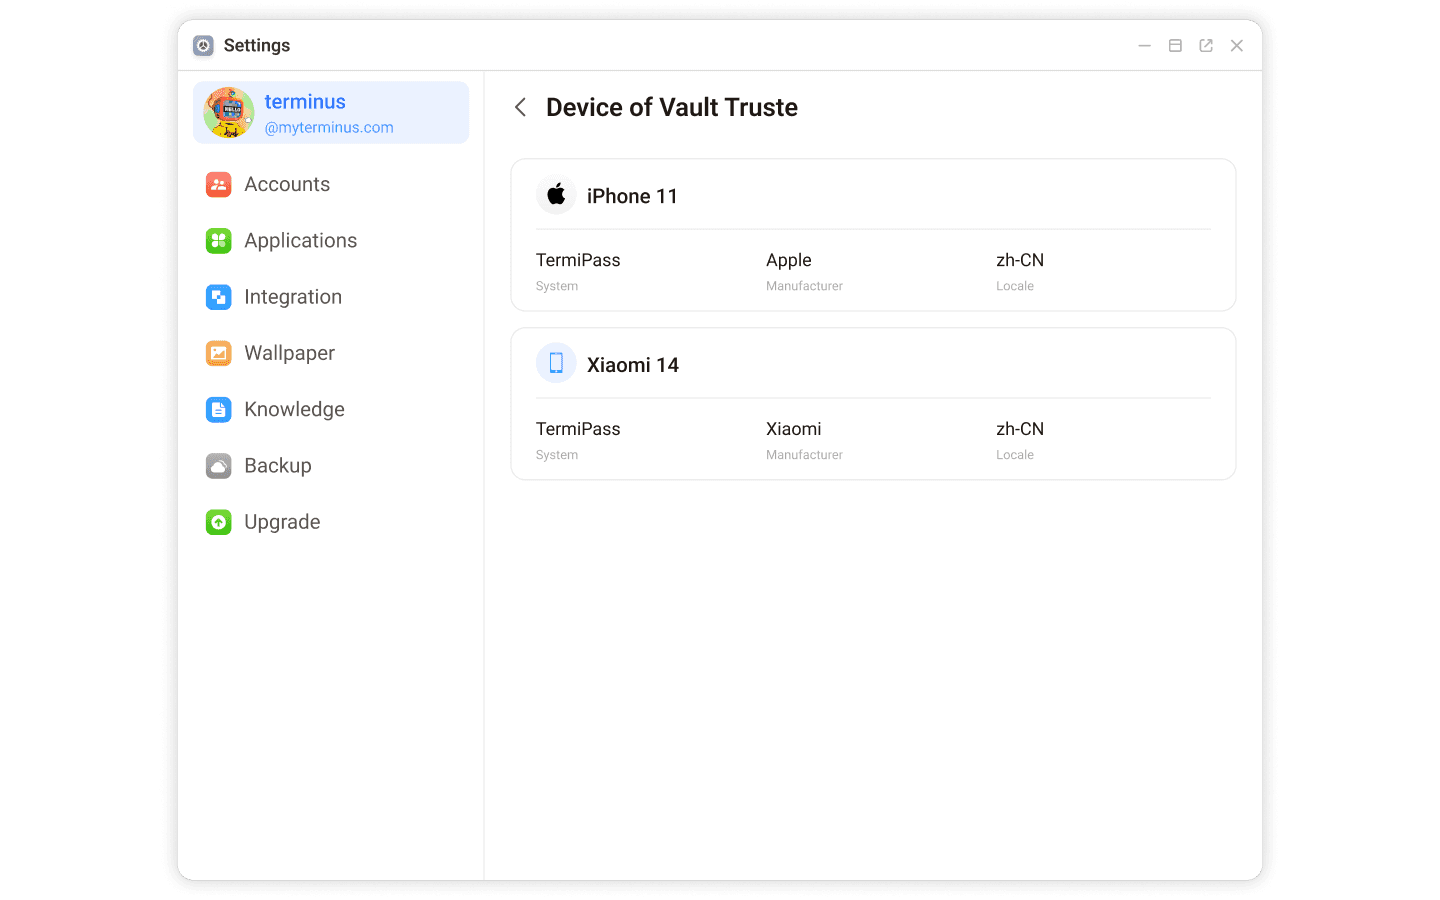 Settings
terminus
@myterminus.com
Accounts
Applications
Integration
Wallpaper
Knowledge
Backup
Upgrade
Device of Vault Truste
iPhone 11
TermiPass Apple zh-CN
System Manufacturer Locale
Xiaomi 14
TermiPass Xiaomi zh-CN
System Manufacturer Locale